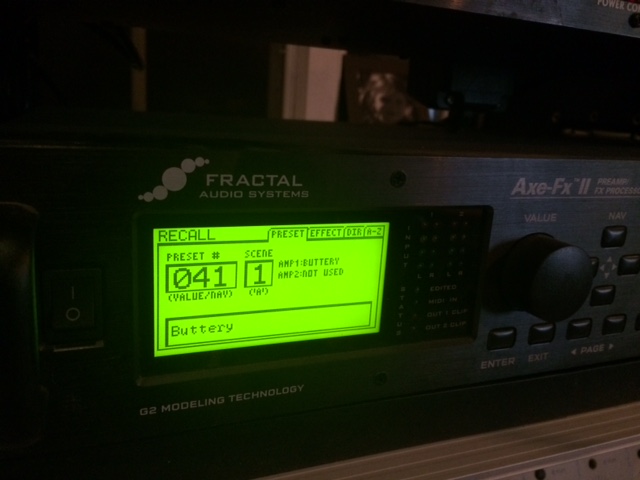 POWER CO
FRACTAL
AUDIO SYSTEMS
Axe-Fx™ II PREAMP/
FX PROCE
RECALL PRESET EFFECT DIR A-Z
PRESET # SCENE
041 1 AMP1:BUTTERY
AMP2:NOT USED
(VALUE/NAV) ('A')
Buttery
VALUE NAV
EDITED
MIDI IN
OUT 1 CLIP
OUT 2 CLIP
ENTER EXIT PAGE
G2 MODELING TECHNOLOGY